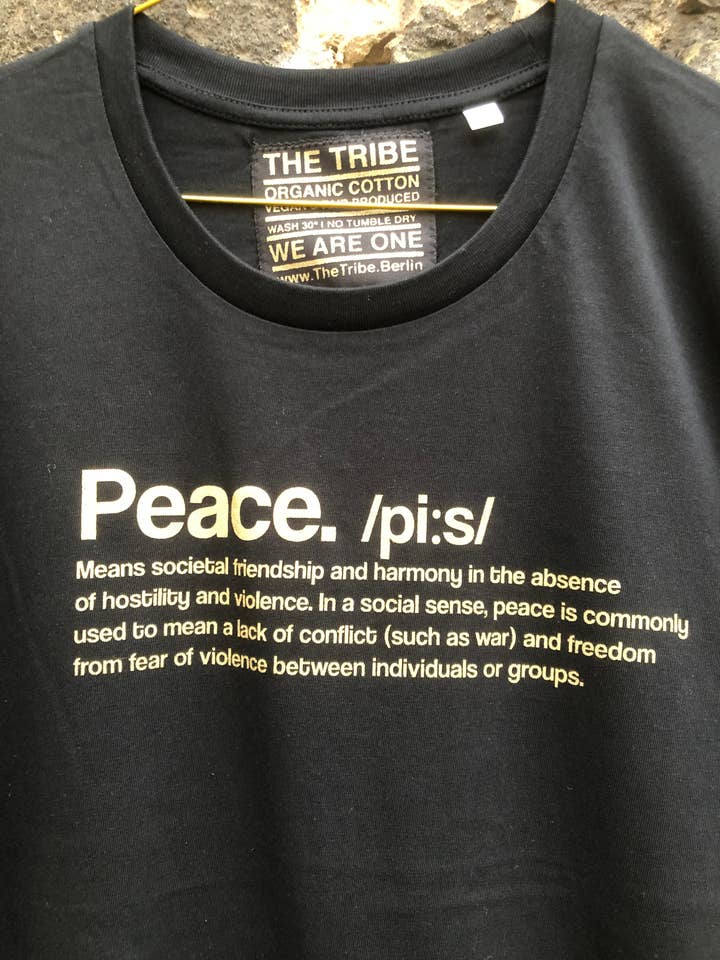 THE TRIBE
ORGANIC COTTON
VEGAN PRODUCED
WASH 30° | NO TUMBLE DRY
WE ARE ONE
www.TheTribe.Berlin
Peace. /pi:s/
Means societal friendship and harmony in the absence
of hostility and violence. In a social sense, peace is commonly
used to mean a lack of conflict (such as war) and freedom
from fear of violence between individuals or groups.